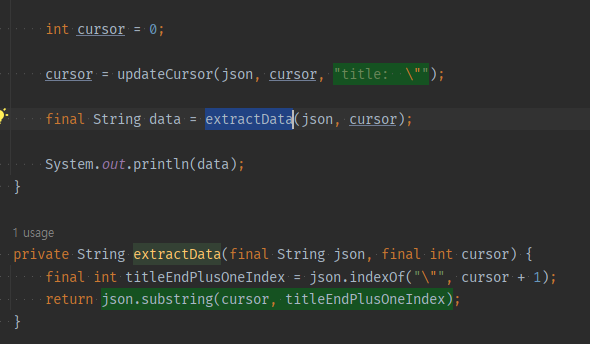 int cursor = 0;
cursor = updateCursor(json, cursor, "title: \"");
final String data = extractData(json, cursor);
System.out.println(data);
}
1 usage
private String extractData(final String json, final int cursor) {
final int titleEndPlusOneIndex = json.indexOf("\"", cursor + 1);
return json.substring(cursor, titleEndPlusOneIndex);
}